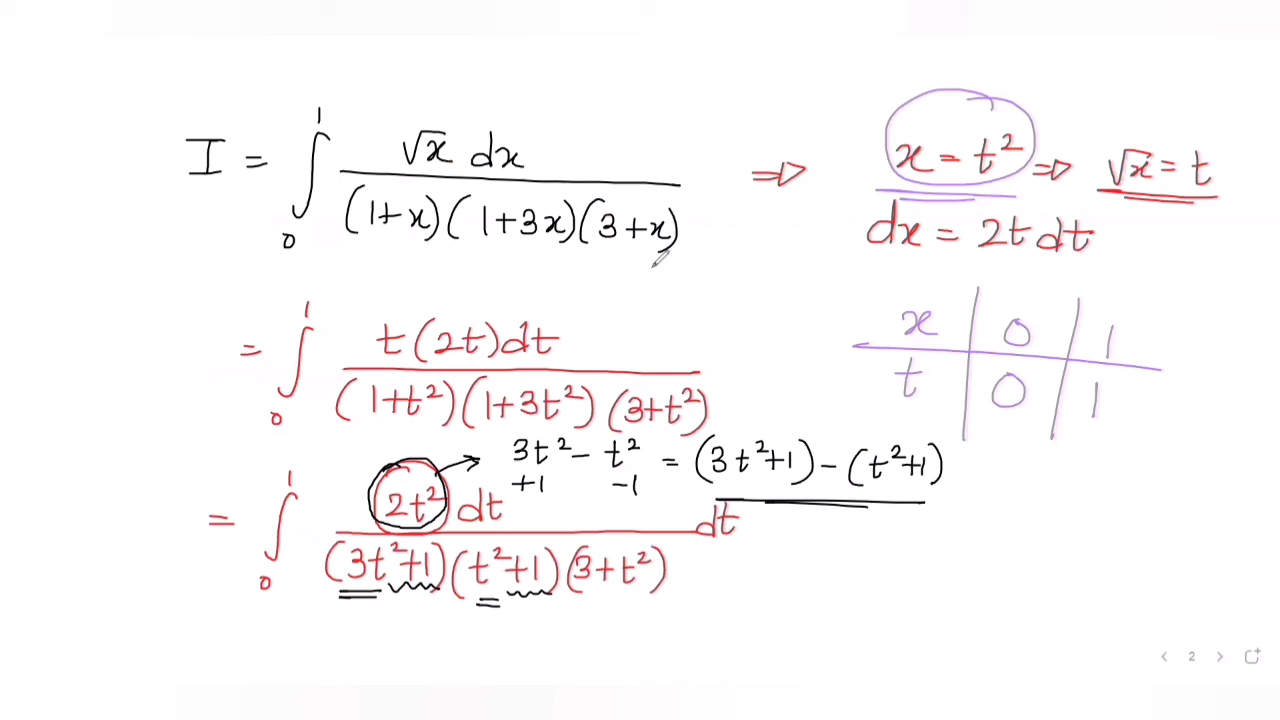 I = ∫₀¹ √x dx / (1+x)(1+3x)(3+x) ⇒ x = t² ⇒ √x = t
dx = 2t dt
= ∫₀¹ t(2t)dt / (1+t²)(1+3t²)(3+t²)
x | 0 | 1
t | 0 | 1
= ∫₀¹ 2t² dt / (3t²+1)(t²+1)(3+t²) dt
→ 3t² - t² = (3t²+1) - (t²+1)
+1 -1
< 2 >